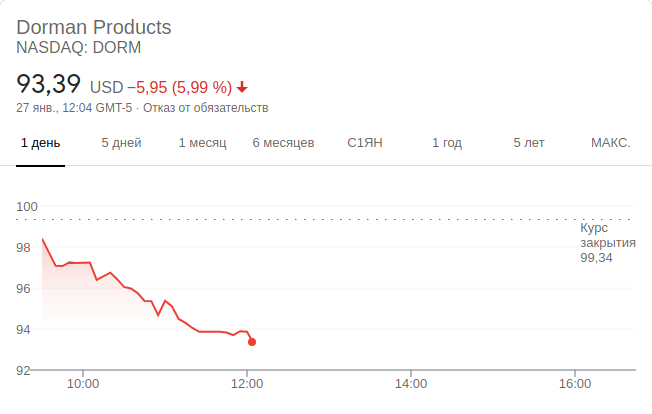 Dorman Products
NASDAQ: DORM
93,39 USD −5,95 (5,99 %)
27 янв., 12:04 GMT-5 · Отказ от обязательств
1 день 5 дней 1 месяц 6 месяцев С1ЯН 1 год 5 лет МАКС.
100
98
96
94
92
Курс
закрытия
99,34
10:00 12:00 14:00 16:00